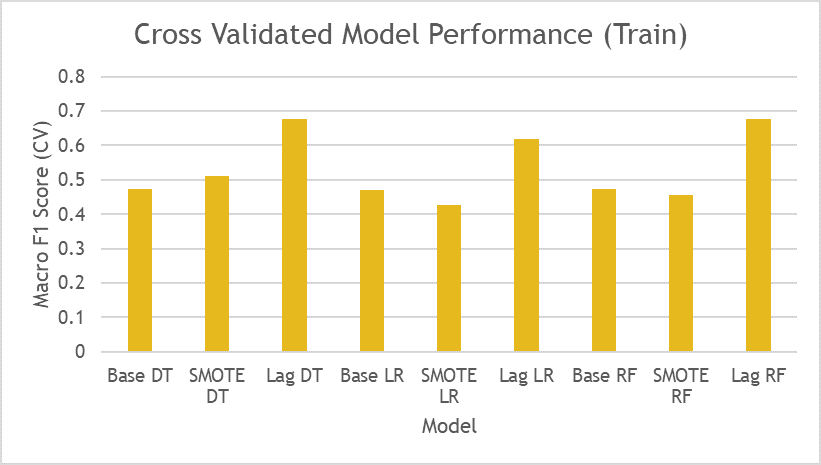 Cross Validated Model Performance (Train)
Macro F1 Score (CV)
0.8
0.7
0.6
0.5
0.4
0.3
0.2
0.1
0
Base DT
SMOTE
DT
Lag DT
Base LR
SMOTE
LR
Lag LR
Base RF
SMOTE
RF
Lag RF
Model